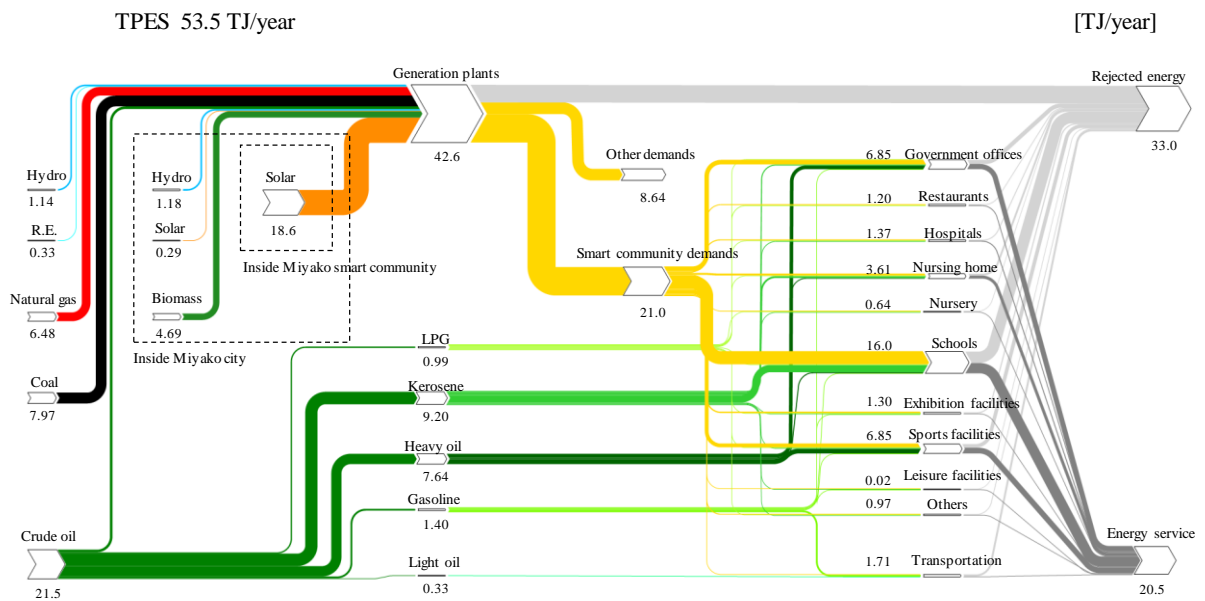 TPES 53.5 TJ/year
[TJ/year]
Generation plants
42.6
Rejected energy
33.0
Hydro
1.14
Hydro
1.18
Solar
18.6
Other demands
8.64
6.85
Government offices
R.E.
0.33
Solar
0.29
Inside Miyako smart community
Smart community demands
21.0
1.20
Restaurants
1.37
Hospitals
3.61
Nursing home
Natural gas
6.48
Biomass
4.69
Inside Miyako city
0.64
Nursery
LPG
0.99
16.0
Schools
Coal
7.97
Kerosene
9.20
1.30
Exhibition facilities
Heavy oil
7.64
6.85
Sports facilities
0.02
Leisure facilities
Gasoline
1.40
0.97
Others
Crude oil
21.5
Light oil
0.33
1.71
Transportation
Energy service
20.5